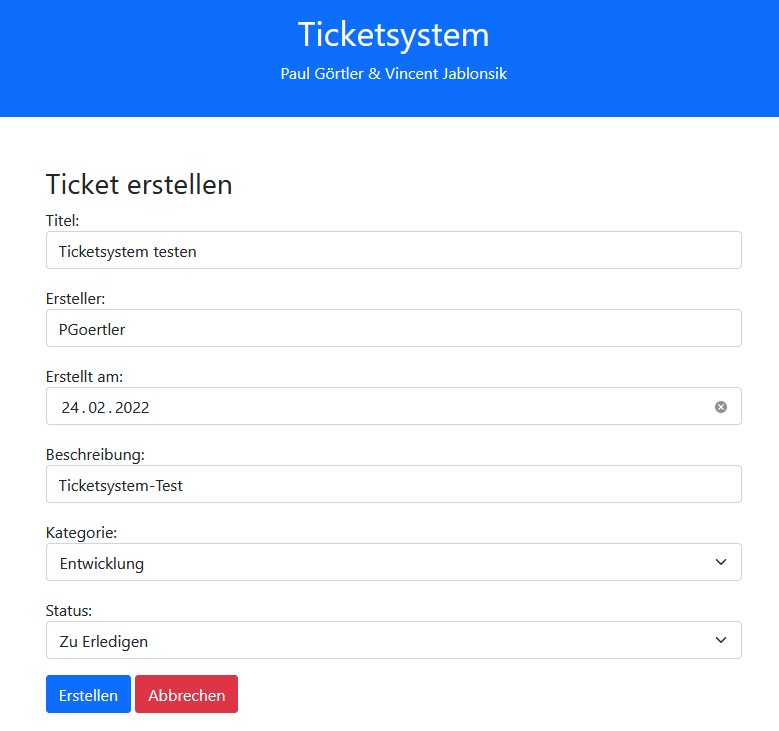 Ticketsystem
Paul Görtler & Vincent Jablonsik
Ticket erstellen
Titel:
Ticketsystem testen
Ersteller:
PGoertler
Erstellt am:
24.02.2022
Beschreibung:
Ticketsystem-Test
Kategorie:
Entwicklung
Status:
Zu Erledigen
Erstellen Abbrechen